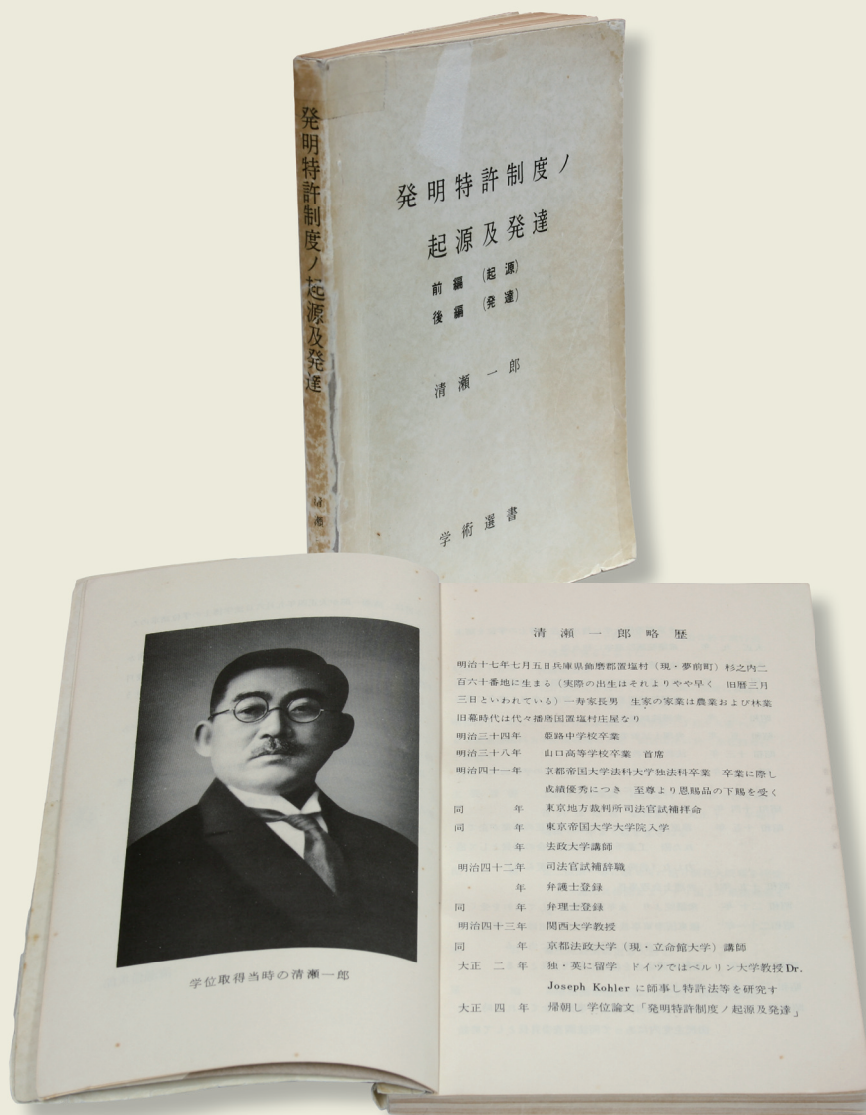 発明特許制度ノ起源及発達
清瀬
発明特許制度ノ
起源及発達
前編（起源）
後編（発達）
清瀬一郎
学術選書
学位取得当時の清瀬一郎
清瀬一郎略歴
明治十七年七月五日兵庫県飾磨郡置塩村（現・夢前町）杉之内二
百六十番地に生まる（実際の出生はそれよりやや早く　旧暦三月
三日といわれている）一寿家長男　生家の家業は農業および林業
旧幕時代は代々播磨国置塩村庄屋なり
明治三十四年　姫路中学校卒業
明治三十八年　山口高等学校卒業　首席
明治四十一年　京都帝国大学法科大学独法科卒業　卒業に際し
成績優秀につき　至尊より恩賜品の下賜を受く
同　年　東京地方裁判所司法官試補拝命
同　年　東京帝国大学大学院入学
年　法政大学講師
明治四十二年　司法官試補辞職
年　弁護士登録
同　年　弁理士登録
明治四十三年　関西大学教授
同　年　京都法政大学（現・立命館大学）講師
大正二年　独・英に留学　ドイツではベルリン大学教授Dr.
Joseph Kohlerに師事し特許法等を研究す
大正四年　帰朝し学位論文「発明特許制度ノ起源及発達」